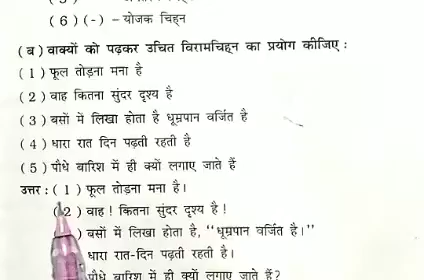 ( 6 ) ( - ) – योजक चिह्न
( ब ) वाक्यों को पढ़कर उचित विरामचिह्न का प्रयोग कीजिए :
( 1 ) फूल तोड़ना मना है
( 2 ) वाह कितना सुंदर दृश्य है
( 3 ) बसों में लिखा होता है धूम्रपान वर्जित है
( 4 ) धारा रात दिन पढ़ती रहती है
( 5 ) पौधे बारिश में ही क्यों लगाए जाते हैं
उत्तर : ( 1 ) फूल तोड़ना मना है।
( 2 ) वाह ! कितना सुंदर दृश्य है !
) बसों में लिखा होता है, ‘‘धूम्रपान वर्जित है।’’
धारा रात-दिन पढ़ती रहती है।
पौधे बारिश में ही क्यों लगाए जाते हैं?